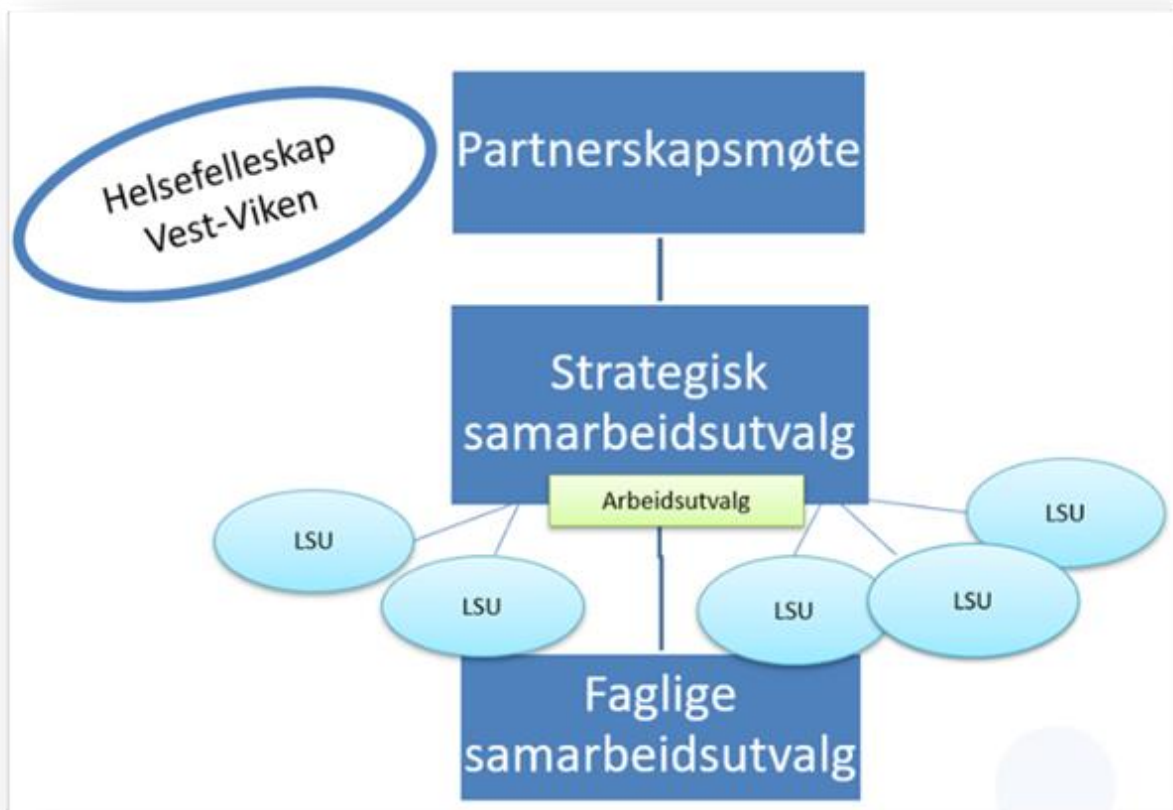 Helsefelleskap
Vest-Viken
Partnerskapsmøte
Strategisk
samarbeidsutvalg
Arbeidsutvalg
LSU
LSU
LSU
LSU
LSU
Faglige
samarbeidsutvalg